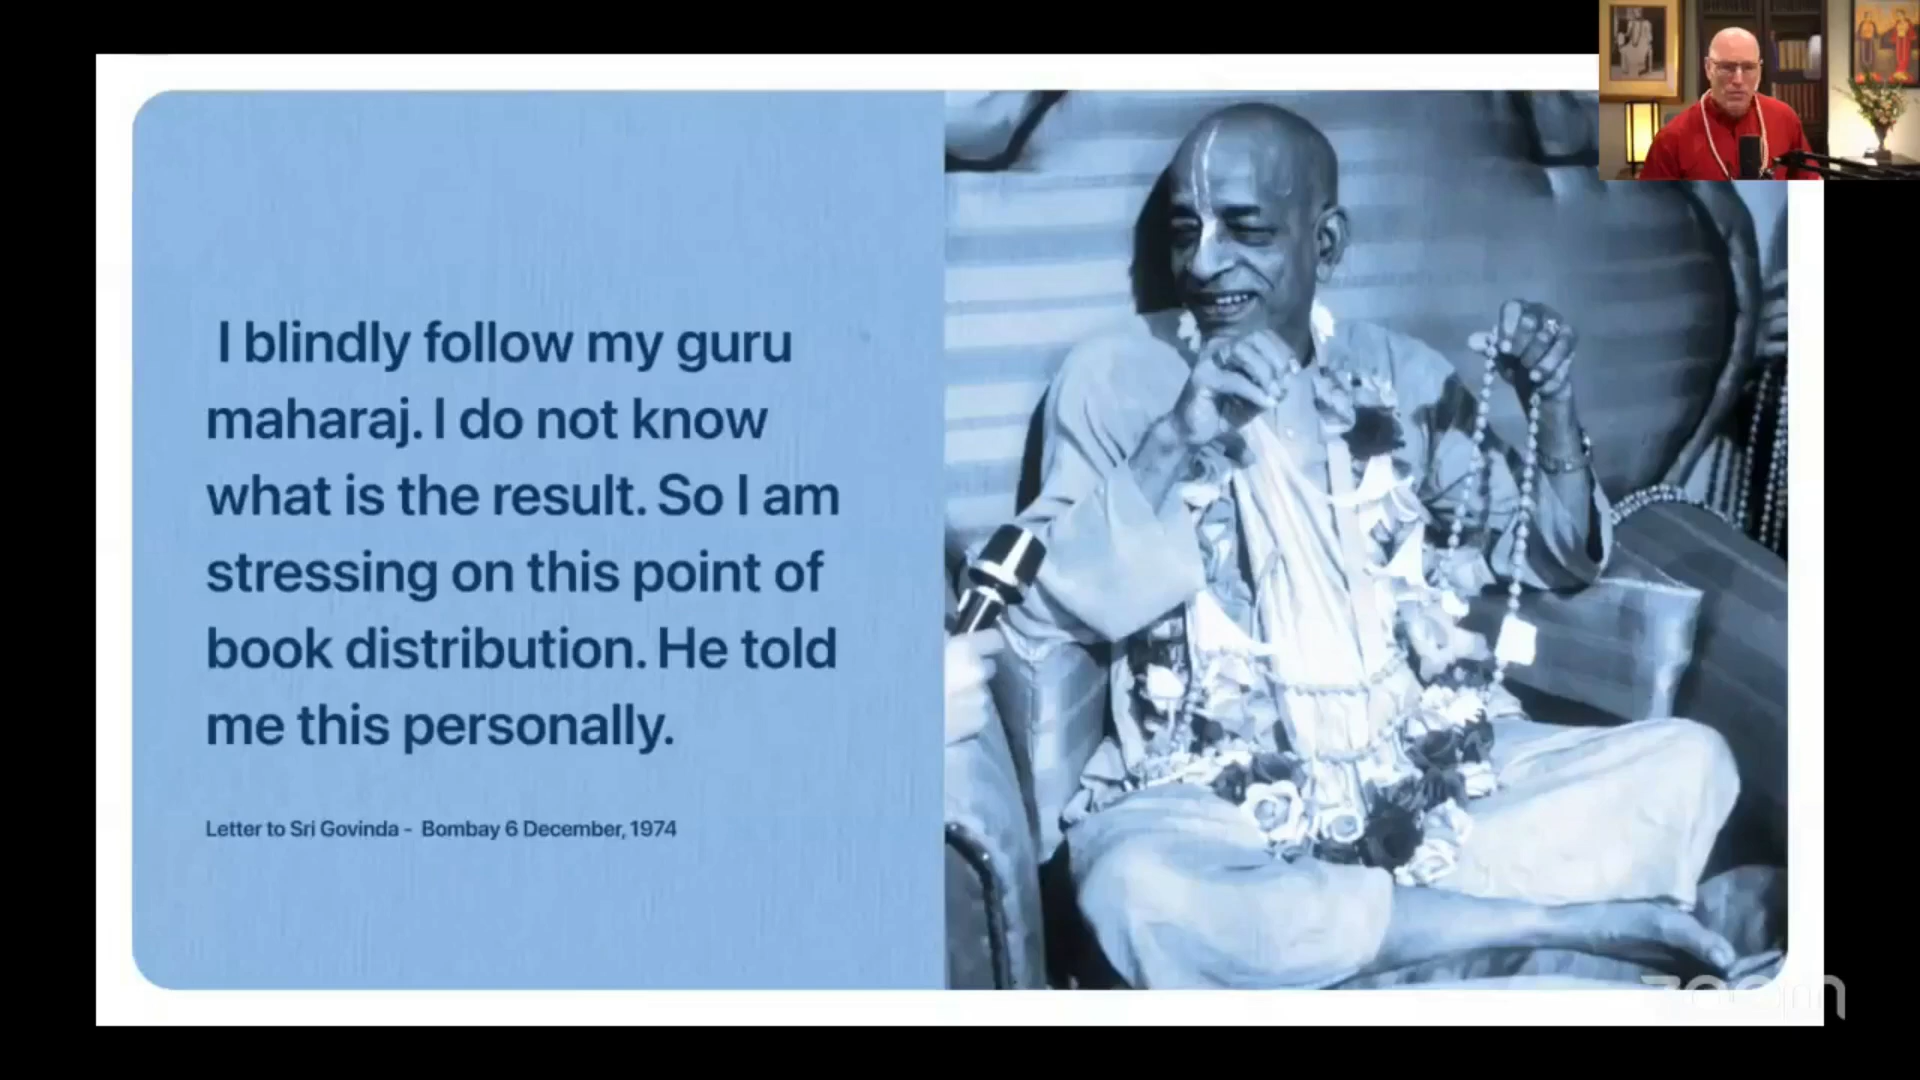 I blindly follow my guru
maharaj. I do not know
what is the result. So I am
stressing on this point of
book distribution. He told
me this personally.
Letter to Sri Govinda - Bombay 6 December, 1974
zoom